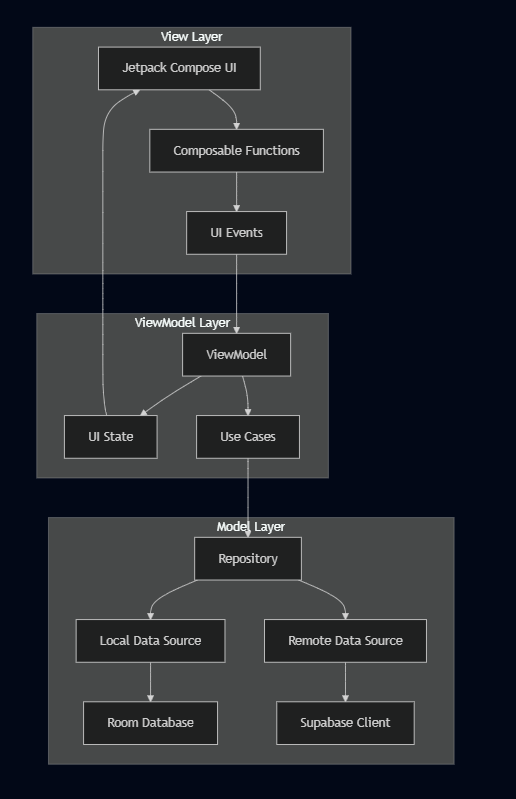 View Layer
Jetpack Compose UI
Composable Functions
UI Events
ViewModel Layer
ViewModel
UI State
Use Cases
Model Layer
Repository
Local Data Source
Remote Data Source
Room Database
Supabase Client